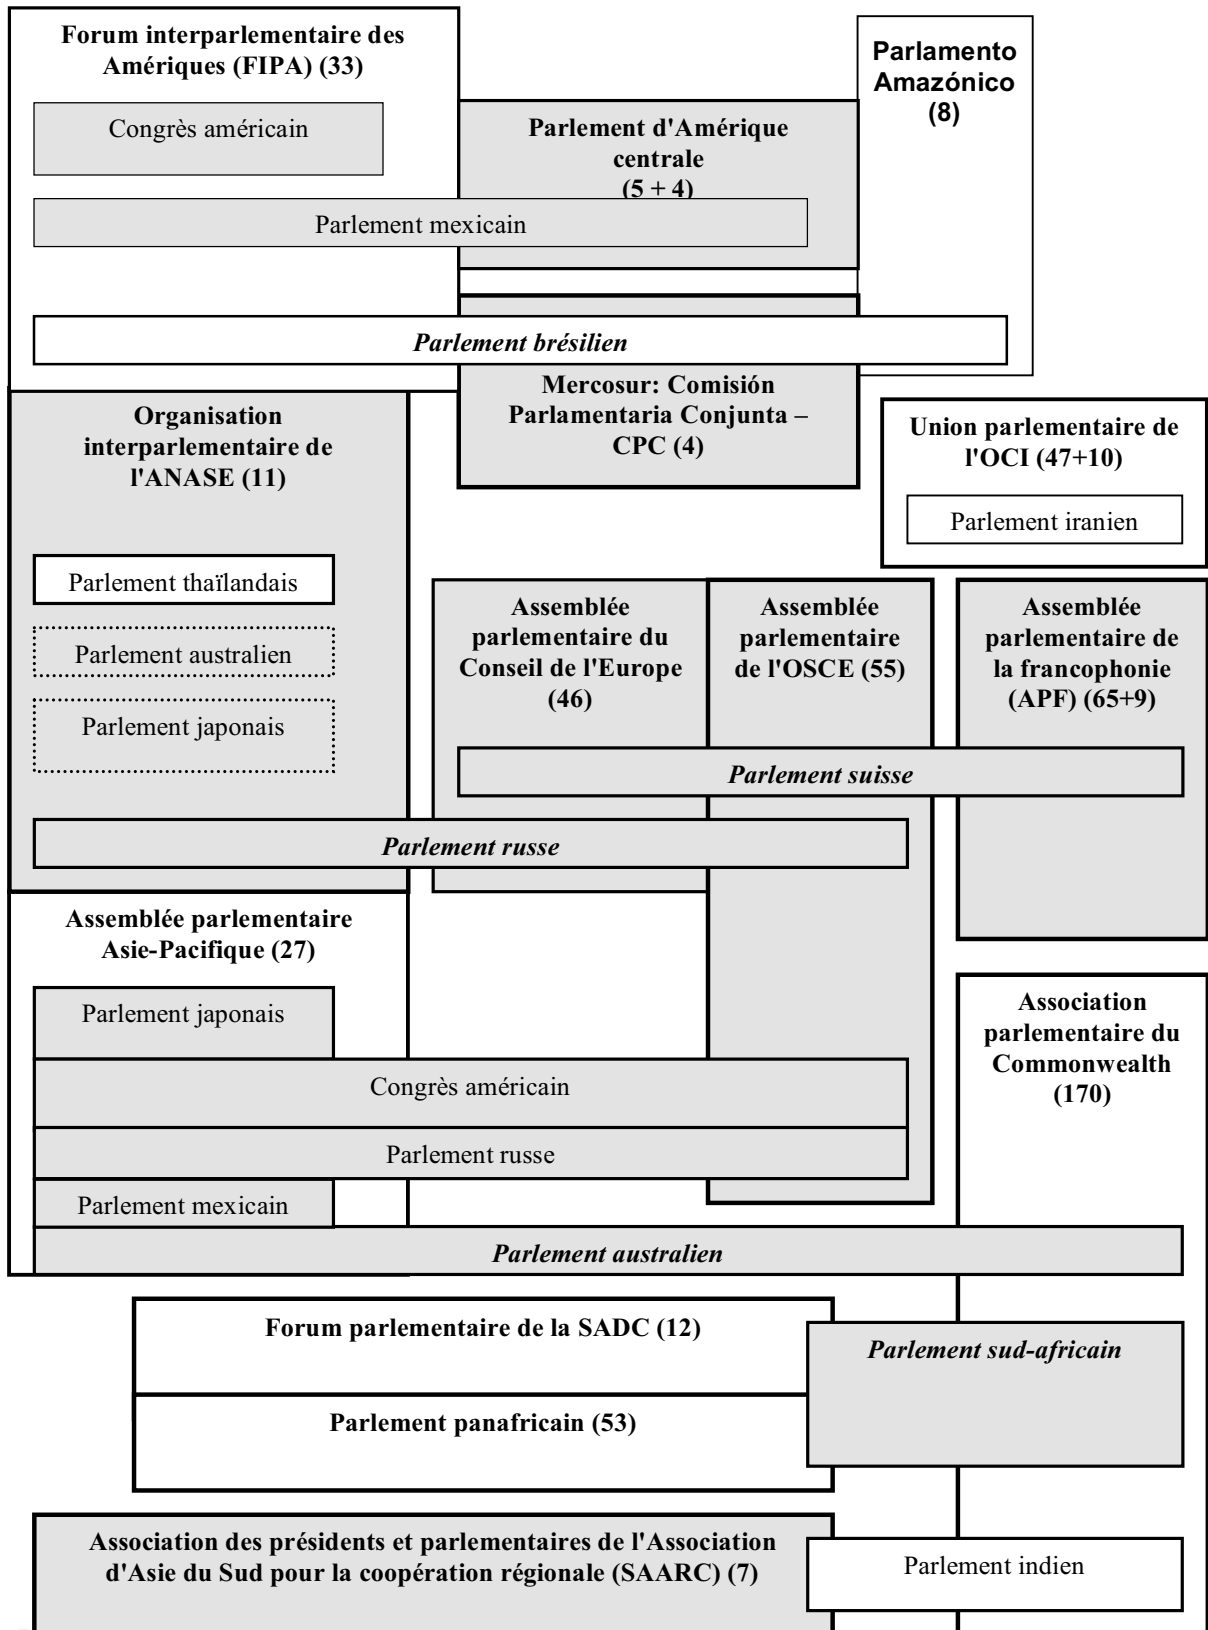 Forum interparlementaire des
Amériques (FIPA) (33)
Parlamento
Amazónico
(8)
Congrès américain
Parlement d'Amérique
centrale
(5 + 4)
Parlement mexicain
Parlement brésilien
Mercosur: Comisión
Parlamentaria Conjunta –
CPC (4)
Organisation
interparlementaire de
l'ANASE (11)
Union parlementaire de
l'OCI (47+10)
Parlement iranien
Parlement thaïlandais
Parlement australien
Parlement japonais
Assemblée
parlementaire du
Conseil de l'Europe
(46)
Assemblée
parlementaire
de l'OSCE (55)
Assemblée
parlementaire de
la francophonie
(APF) (65+9)
Parlement suisse
Parlement russe
Assemblée parlementaire
Asie-Pacifique (27)
Parlement japonais
Congrès américain
Parlement russe
Parlement mexicain
Parlement australien
Association
parlementaire du
Commonwealth
(170)
Forum parlementaire de la SADC (12)
Parlement sud-africain
Parlement panafricain (53)
Association des présidents et parlementaires de l'Association
d'Asie du Sud pour la coopération régionale (SAARC) (7)
Parlement indien